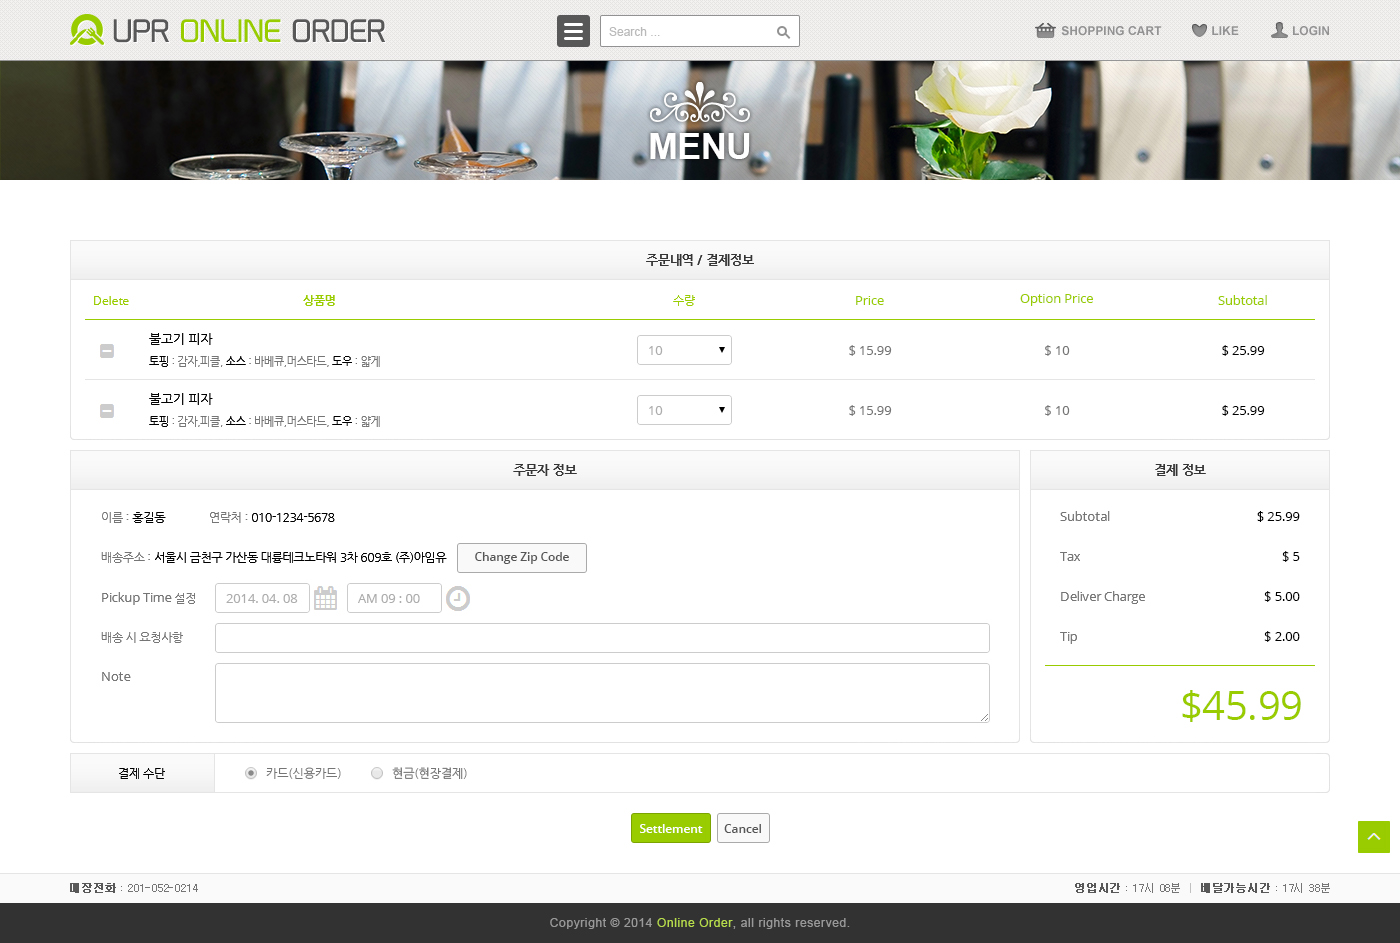 UPR ONLINE ORDER
Search ...
SHOPPING CART
LIKE
LOGIN
MENU
주문내역 / 결제정보
Delete 상품명 수량 Price Option Price Subtotal
불고기 피자
토핑 : 감자,피클, 소스 : 바베큐,머스타드, 도우 : 얇게
10 $ 15.99 $ 10 $ 25.99
불고기 피자
토핑 : 감자,피클, 소스 : 바베큐,머스타드, 도우 : 얇게
10 $ 15.99 $ 10 $ 25.99
주문자 정보
이름 : 홍길동 연락처 : 010-1234-5678
배송주소 : 서울시 금천구 가산동 대륭테크노타워 3차 609호 (주)아임유 Change Zip Code
Pickup Time 설정 2014. 04. 08 AM 09 : 00
배송 시 요청사항
Note
결제 정보
Subtotal $ 25.99
Tax $ 5
Deliver Charge $ 5.00
Tip $ 2.00
$45.99
결제 수단 카드(신용카드) 현금(현장결제)
Settlement Cancel
매장전화 : 201-052-0214
영업시간 : 17시 08분 | 배달가능시간 : 17시 38분
Copyright © 2014 Online Order, all rights reserved.